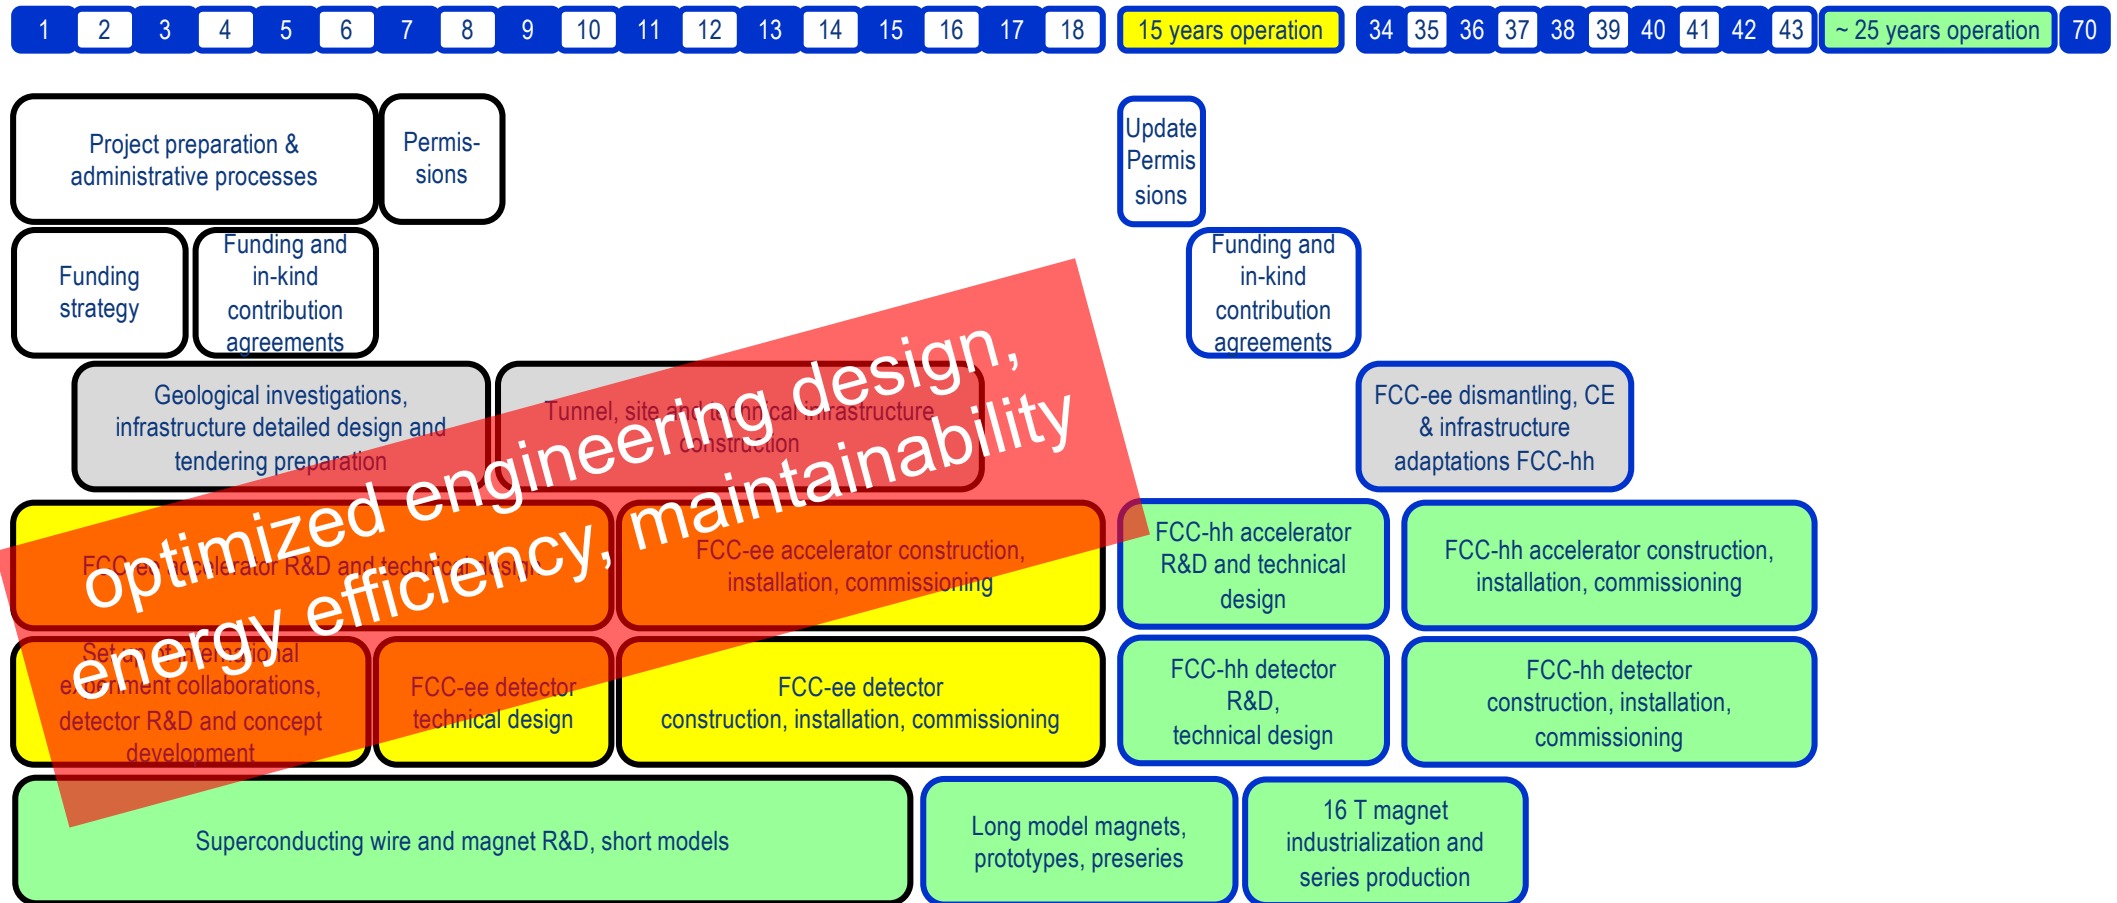 1 2 3 4 5 6 7 8 9 10 11 12 13 14 15 16 17 18 15 years operation 34 35 36 37 38 39 40 41 42 43 ~ 25 years operation 70
Project preparation &
administrative processes
Permis-
sions
Update
Permis
sions
Funding
strategy
Funding and
in-kind
contribution
agreements
Funding and
in-kind
contribution
agreements
Geological investigations,
infrastructure detailed design and
tendering preparation
Tunnel, site and technical infrastructure
construction
FCC-ee dismantling, CE
& infrastructure
adaptations FCC-hh
optimized engineering design,
energy efficiency, maintainability
FCC-ee accelerator R&D and technical design
FCC-ee accelerator construction,
installation, commissioning
FCC-hh accelerator
R&D and technical
design
FCC-hh accelerator construction,
installation, commissioning
Set up of international
experiment collaborations,
detector R&D and concept
development
FCC-ee detector
technical design
FCC-ee detector
construction, installation, commissioning
FCC-hh detector
R&D,
technical design
FCC-hh detector
construction, installation,
commissioning
Superconducting wire and magnet R&D, short models
Long model magnets,
prototypes, preseries
16 T magnet
industrialization and
series production